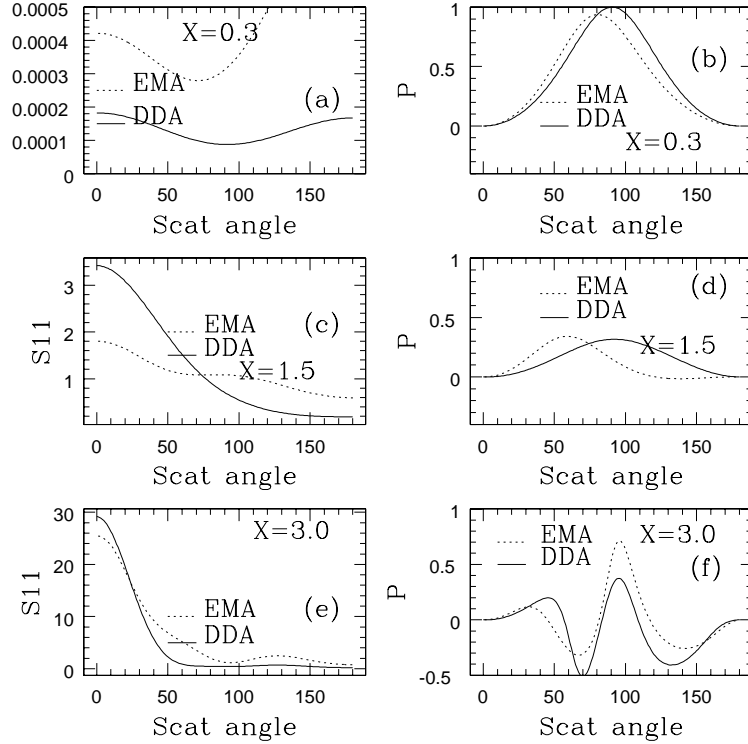 0.0005
X=0.3
0.0004
0.0003
EMA
0.0002
DDA
(a)
0.0001
0
0 50 100 150
Scat angle
1
(b)
P
0.5
EMA
DDA
X=0.3
0
0 50 100 150
Scat angle
S11
3
2
1
EMA
DDA
(c)
X=1.5
0 50 100 150
Scat angle
1
EMA
DDA
(d)
P
0.5
X=1.5
0
0 50 100 150
Scat angle
30
X=3.0
S11
20
10
EMA
DDA
(e)
0
0 50 100 150
Scat angle
1
EMA
DDA
X=3.0
(f)
P
0.5
0
-0.5
0 50 100 150
Scat angle